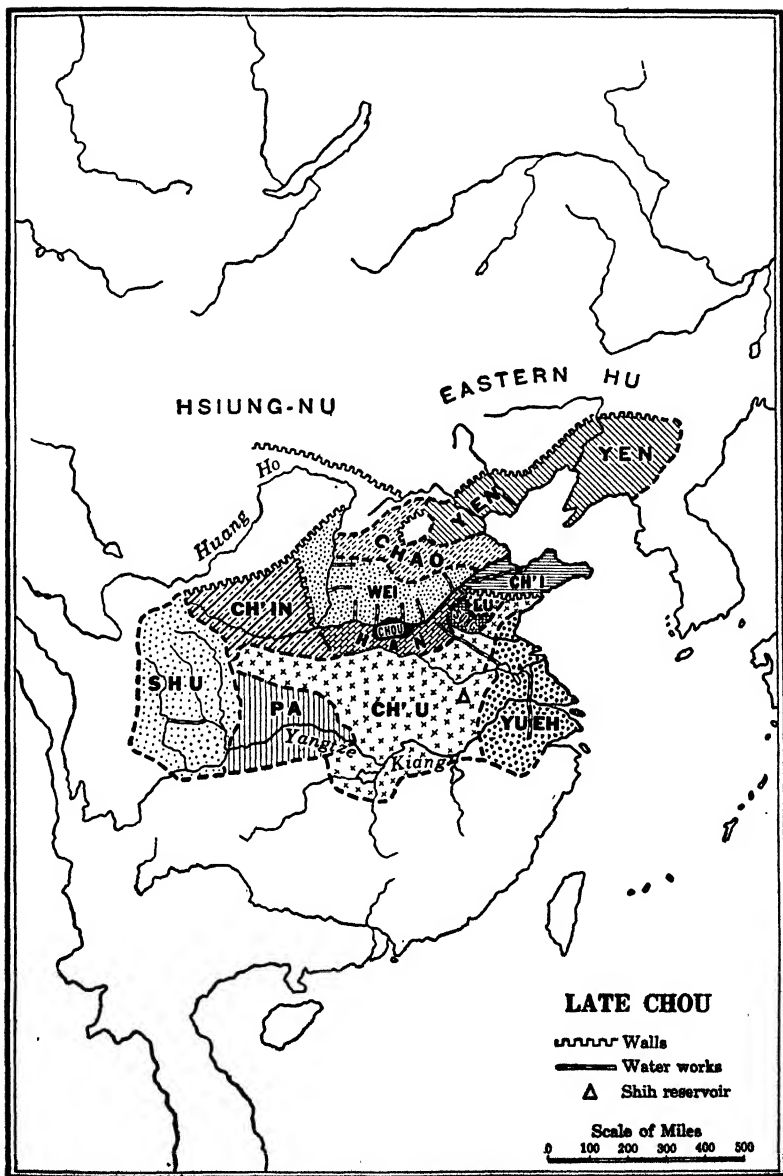 HSIUNG-NU
EASTERN HU
Huang Ho
YEN
YEN
CHAO
WEI
CH'I
LU
CH'IN
CHOU
HAN
SHU
PA
CH'U
YUEH
Yangtze Kiang
LATE CHOU
Walls
Water works
Shih reservoir
Scale of Miles
0 100 200 300 400 500